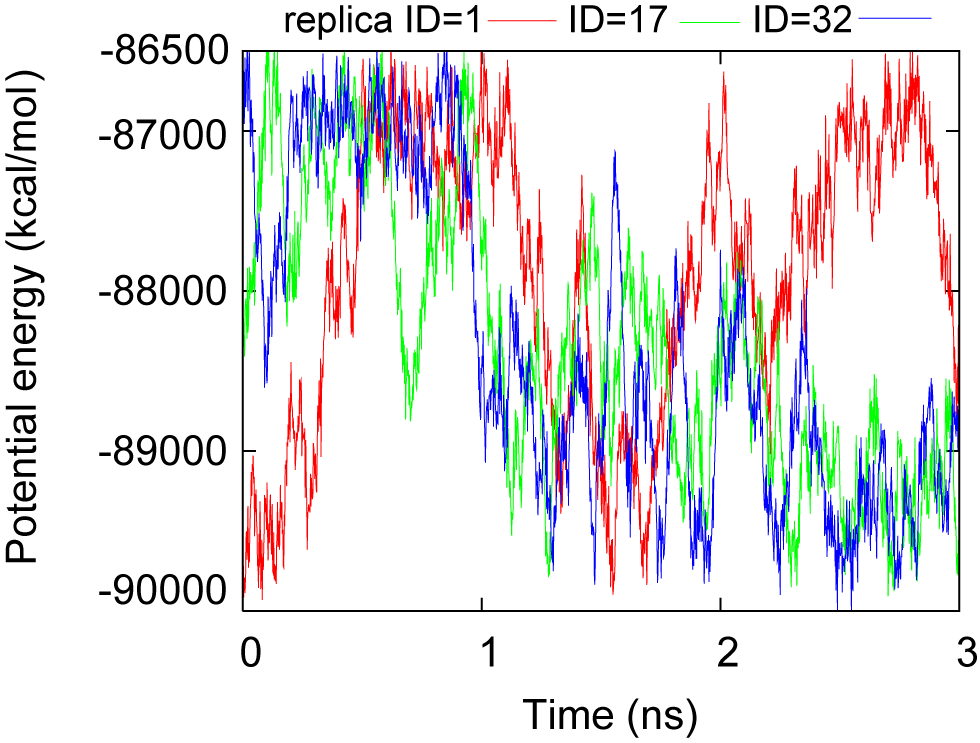 replica ID=1 ID=17 ID=32
Potential energy (kcal/mol)
-86500
-87000
-88000
-89000
-90000
0 1 2 3
Time (ns)